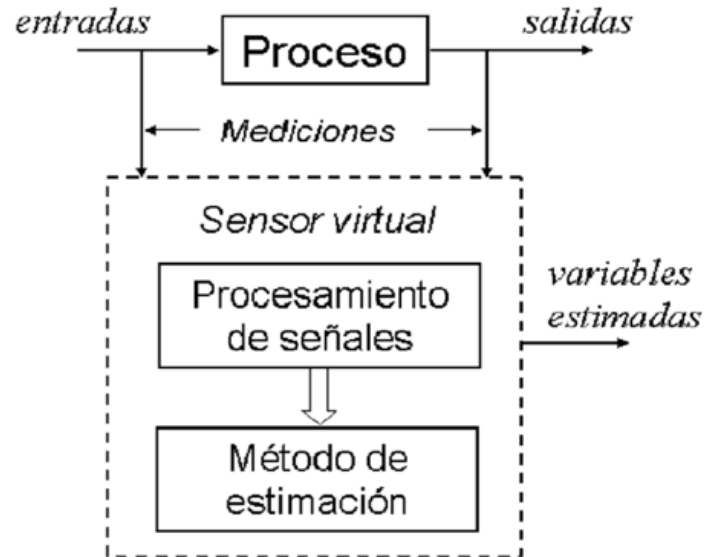 entradas
Proceso
salidas
Mediciones
Sensor virtual
Procesamiento
de señales
variables
estimadas
Método de
estimación